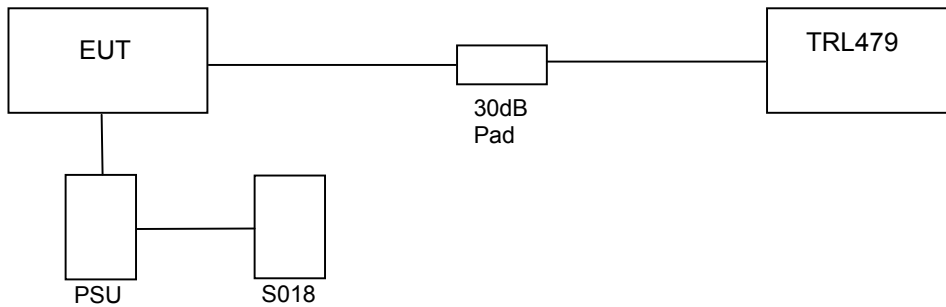 EUT
TRL479
30dB
Pad
PSU
S018